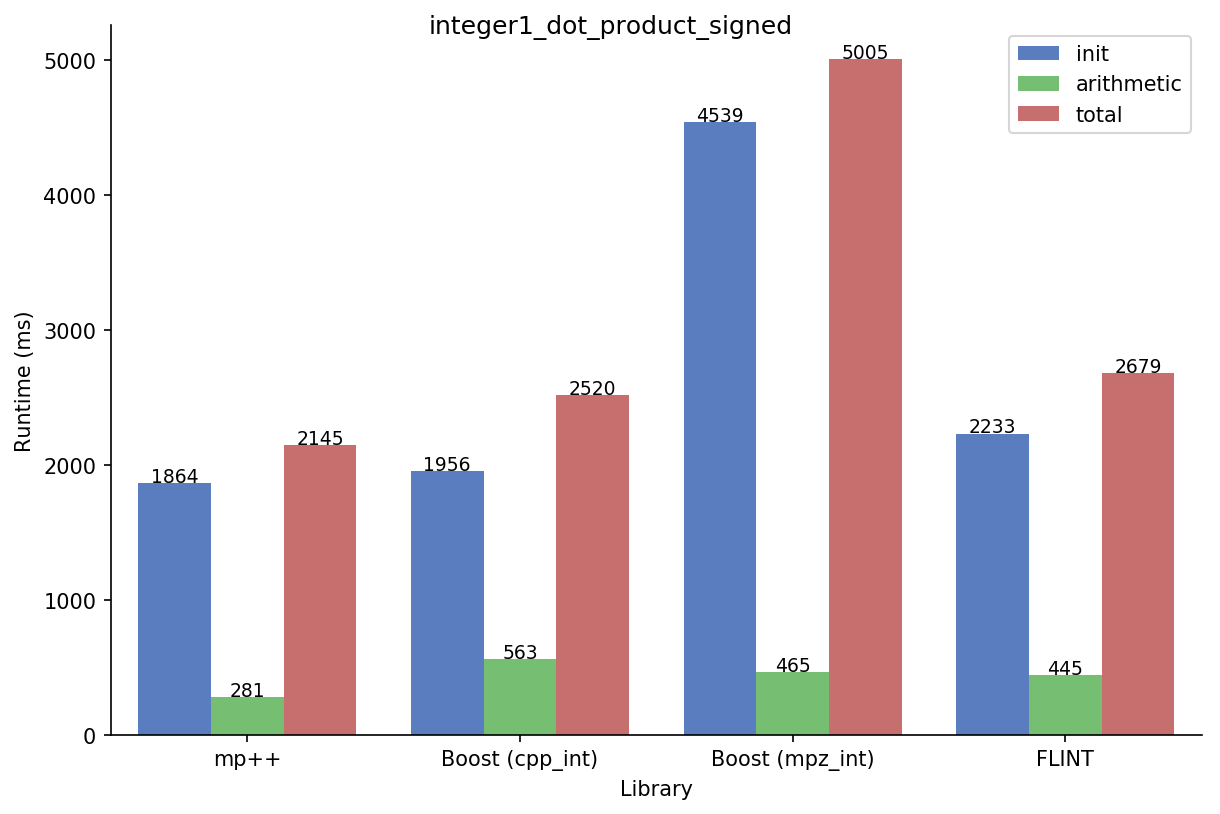 integer1_dot_product_signed
init
arithmetic
total
Runtime (ms)
5000
4000
3000
2000
1000
0
1864
281
2145
1956
563
2520
4539
465
5005
2233
445
2679
mp++
Boost (cpp_int)
Boost (mpz_int)
FLINT
Library